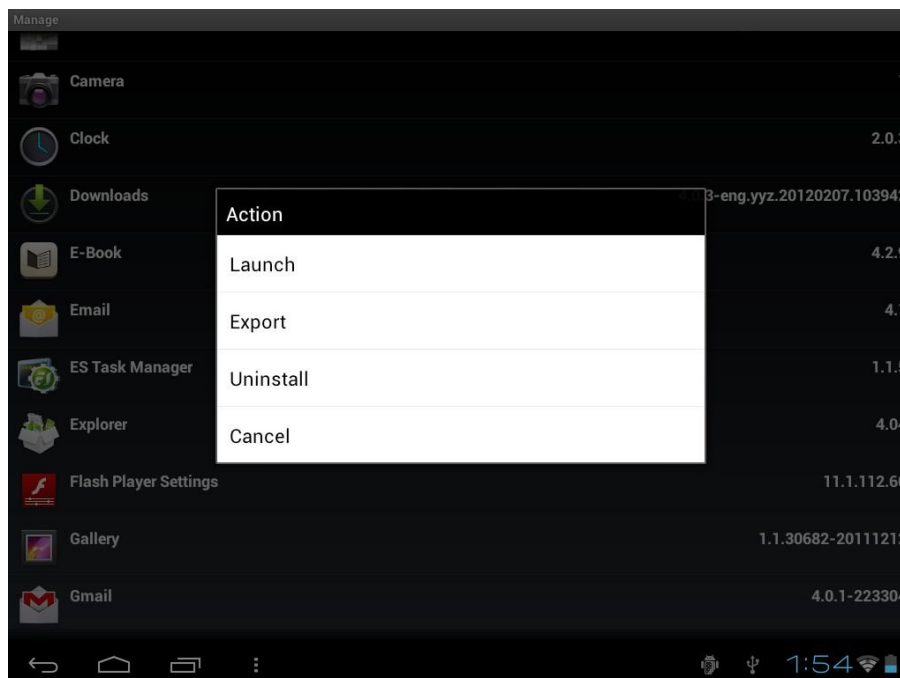 Manage
Camera
Clock 2.0.
Downloads 3-eng.yyz.20120207.10394
Action
E-Book 4.2.
Launch
Email 4.
Export
ES Task Manager 1.1.
Uninstall
Explorer 4.0
Cancel
Flash Player Settings 11.1.112.6
Gallery 1.1.30682-2011121
Gmail 4.0.1-22330
1:54